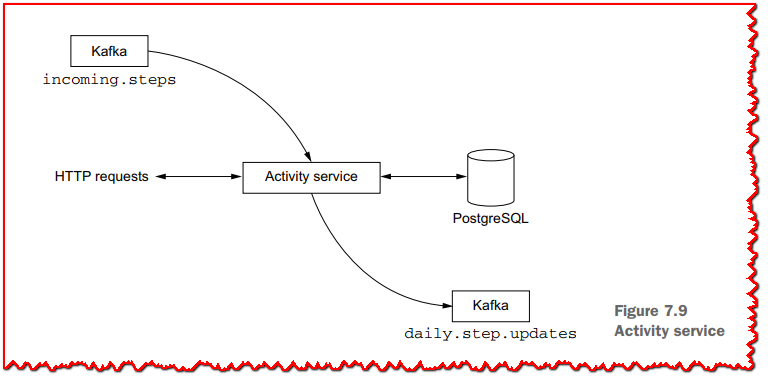 Kafka
incoming.steps
HTTP requests
Activity service
PostgreSQL
Kafka
daily.step.updates
Figure 7.9
Activity service